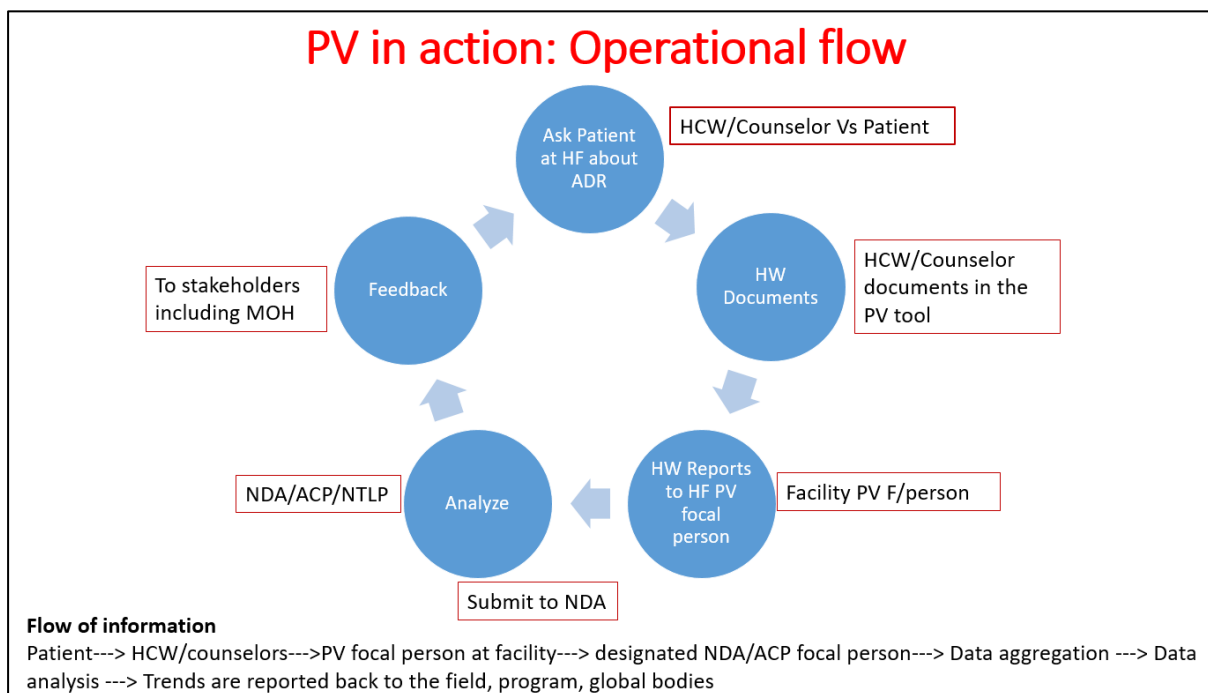 PV in action: Operational flow
Ask Patient
at HF about
ADR
HCW/Counselor Vs Patient
HW
Documents
HCW/Counselor
documents in the
PV tool
HW Reports
to HF PV
focal
person
Facility PV F/person
Submit to NDA
Analyze
NDA/ACP/NTLP
Feedback
To stakeholders
including MOH
Flow of information
Patient---> HCW/counselors--->PV focal person at facility---> designated NDA/ACP focal person---> Data aggregation ---> Data
analysis ---> Trends are reported back to the field, program, global bodies